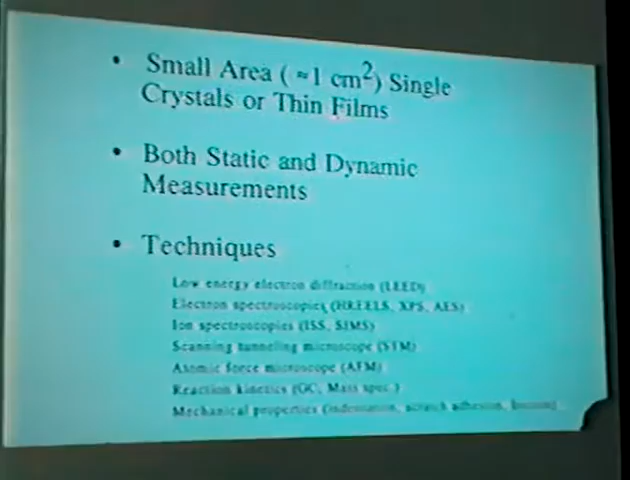 • Small Area (≈1 cm²) Single
Crystals or Thin Films
• Both Static and Dynamic
Measurements
• Techniques
Low energy electron diffraction (LEED)
Electron spectroscopies (HREELS, XPS, AES)
Ion spectroscopies (ISS, SIMS)
Scanning tunneling microscope (STM)
Atomic force microscope (AFM)
Reaction kinetics (GC, Mass spec.)
Mechanical properties (indentation, scratch adhesion, friction)